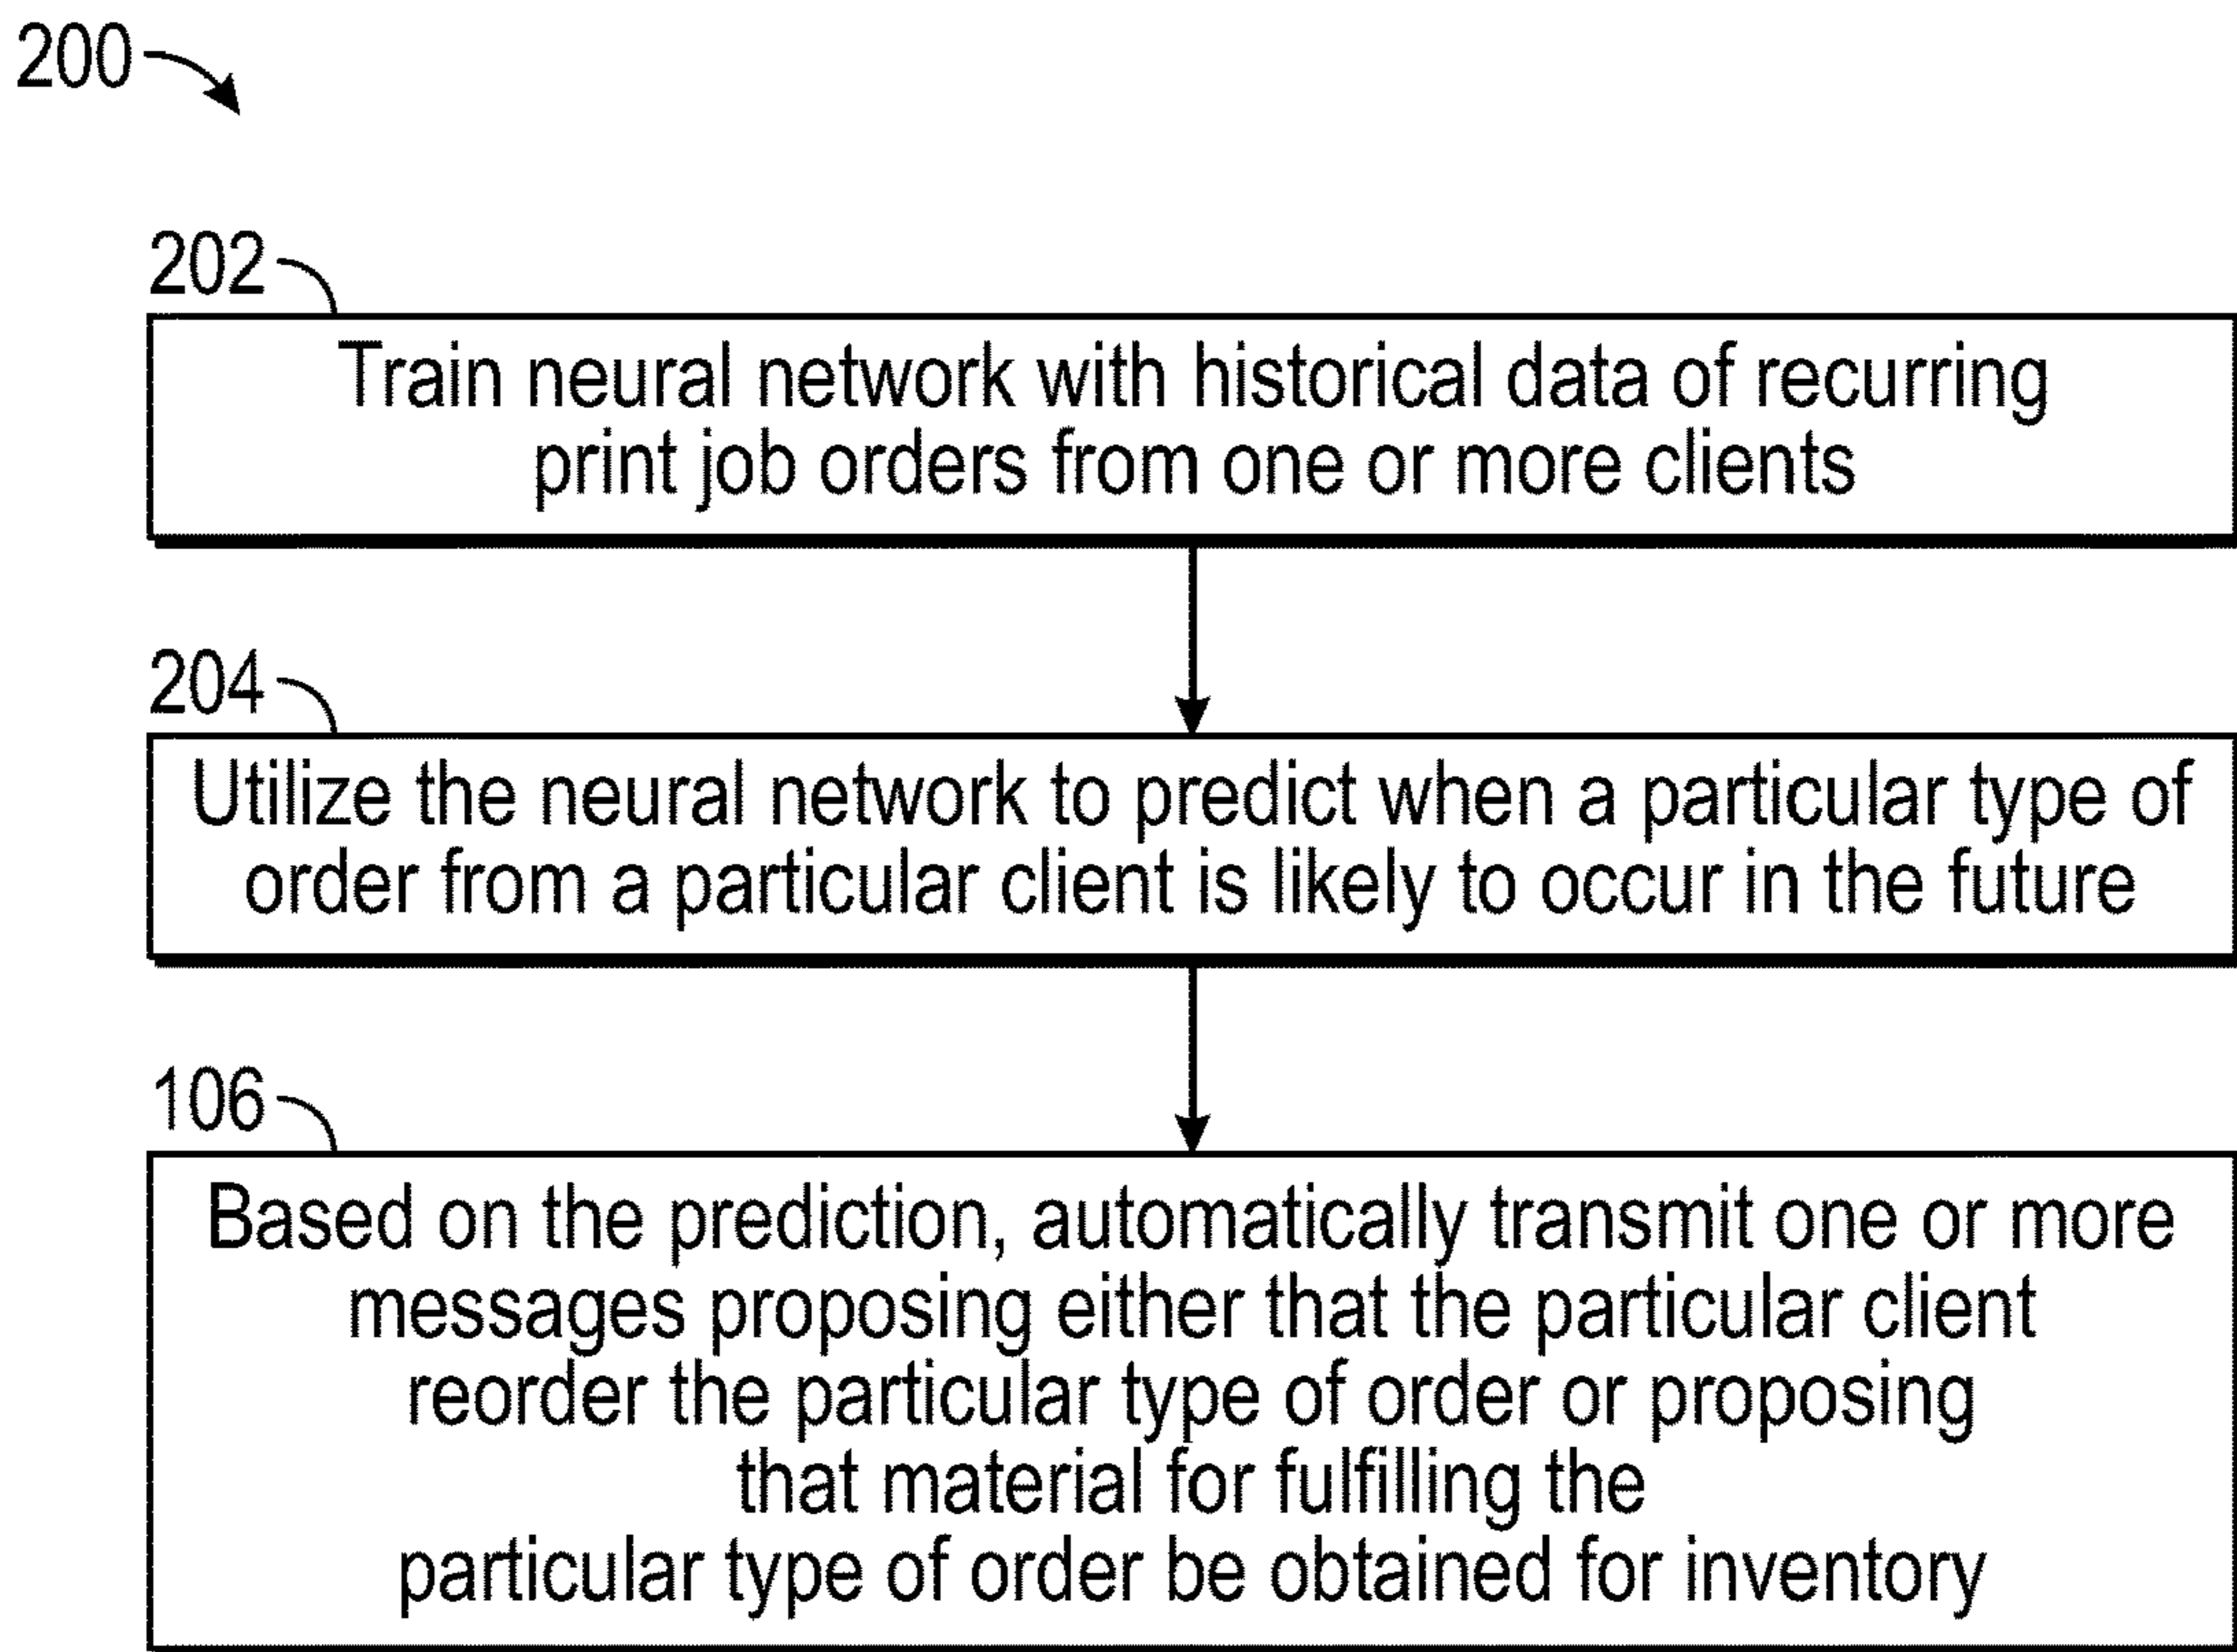 200
202
Train neural network with historical data of recurring
print job orders from one or more clients
204
Utilize the neural network to predict when a particular type of
order from a particular client is likely to occur in the future
106
Based on the prediction, automatically transmit one or more
messages proposing either that the particular client
reorder the particular type of order or proposing
that material for fulfilling the
particular type of order be obtained for inventory